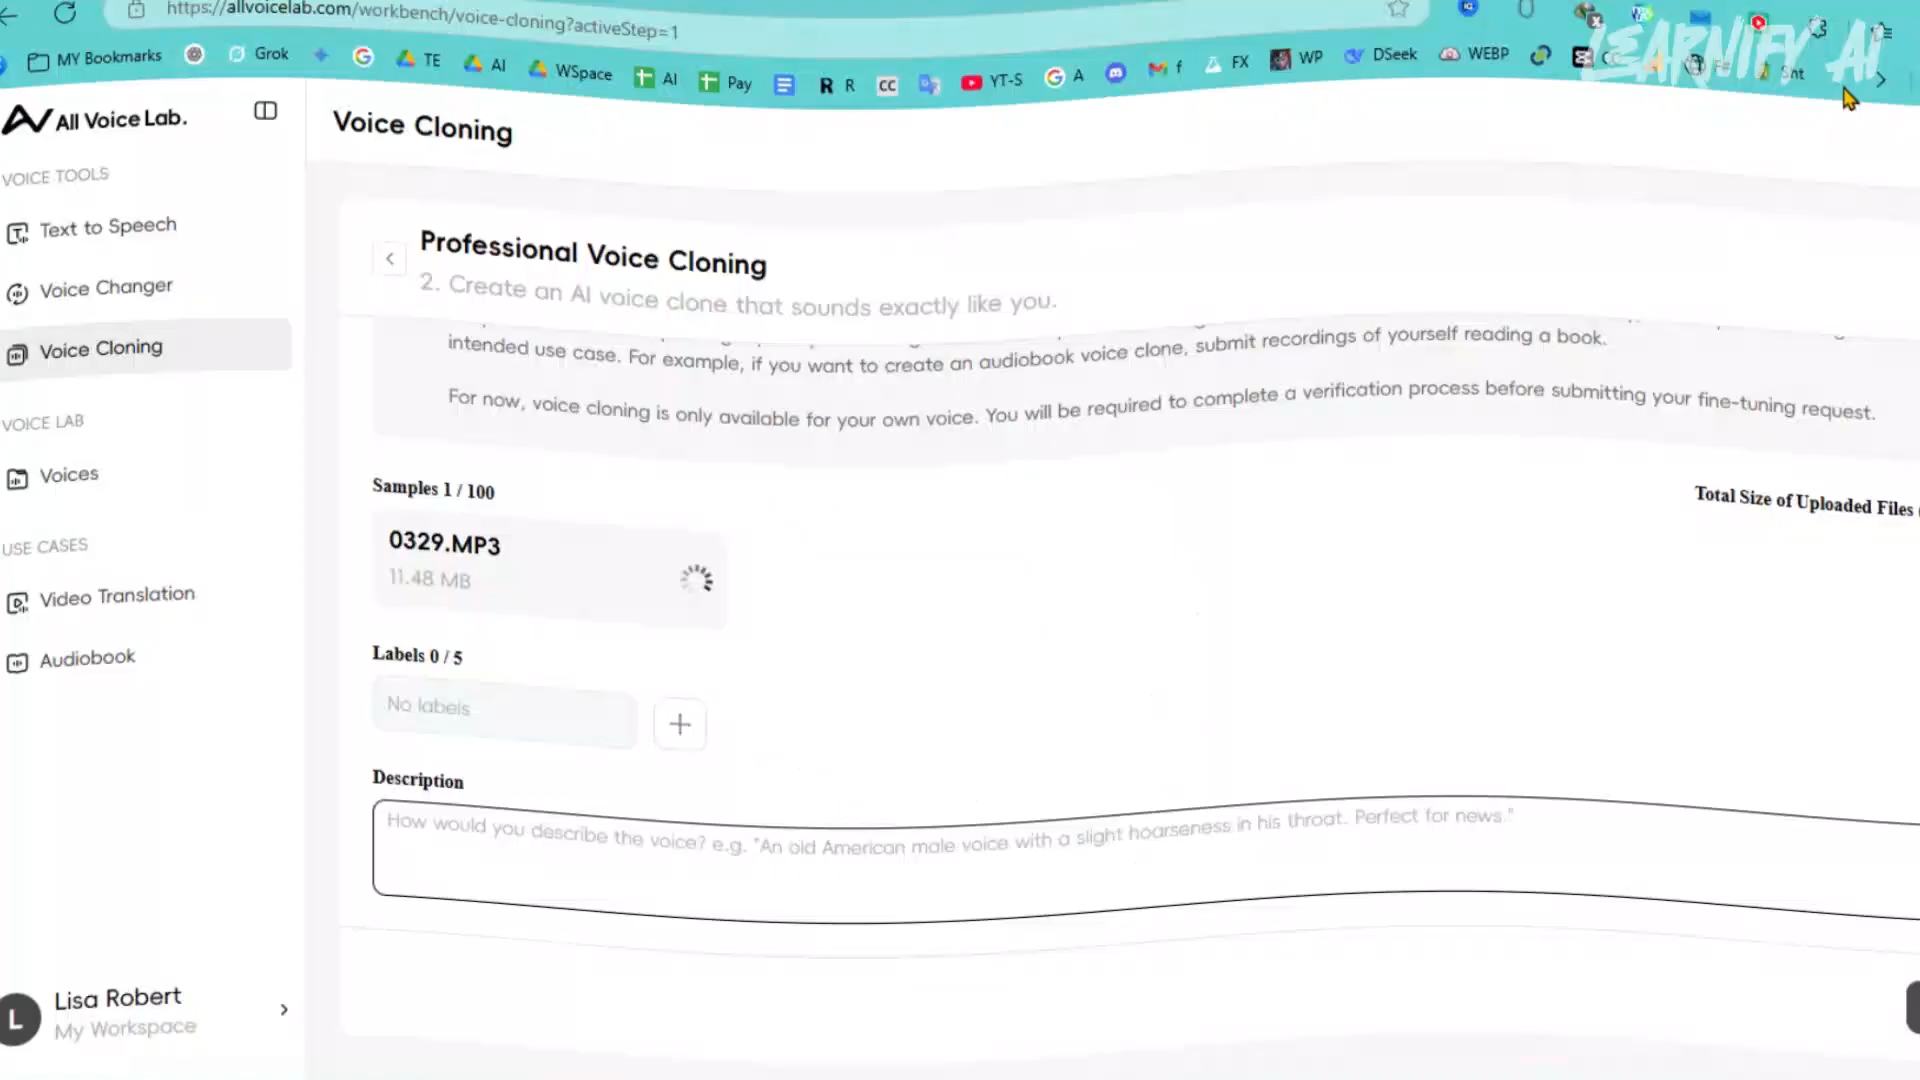 https://allvoicelab.com/workbench/voice-cloning?activeStep=1
LEARNIFY AI
MY Bookmarks
Grok
TE
AI
WSpace
AI
Pay
R
CC
YT-S
A
f
FX
WP
DSeek
WEBP
All Voice Lab.
Voice Cloning
VOICE TOOLS
Text to Speech
Voice Changer
Voice Cloning
VOICE LAB
Voices
USE CASES
Video Translation
Audiobook
Lisa Robert
My Workspace
L
Professional Voice Cloning
2. Create an AI voice clone that sounds exactly like you.
intended use case. For example, if you want to create an audiobook voice clone, submit recordings of yourself reading a book.
For now, voice cloning is only available for your own voice. You will be required to complete a verification process before submitting your fine-tuning request.
Samples 1 / 100
Total Size of Uploaded Files
0329.MP3
11.48 MB
Labels 0 / 5
No labels
Description
How would you describe the voice? e.g. "An old American male voice with a slight hoarseness in his throat. Perfect for news."